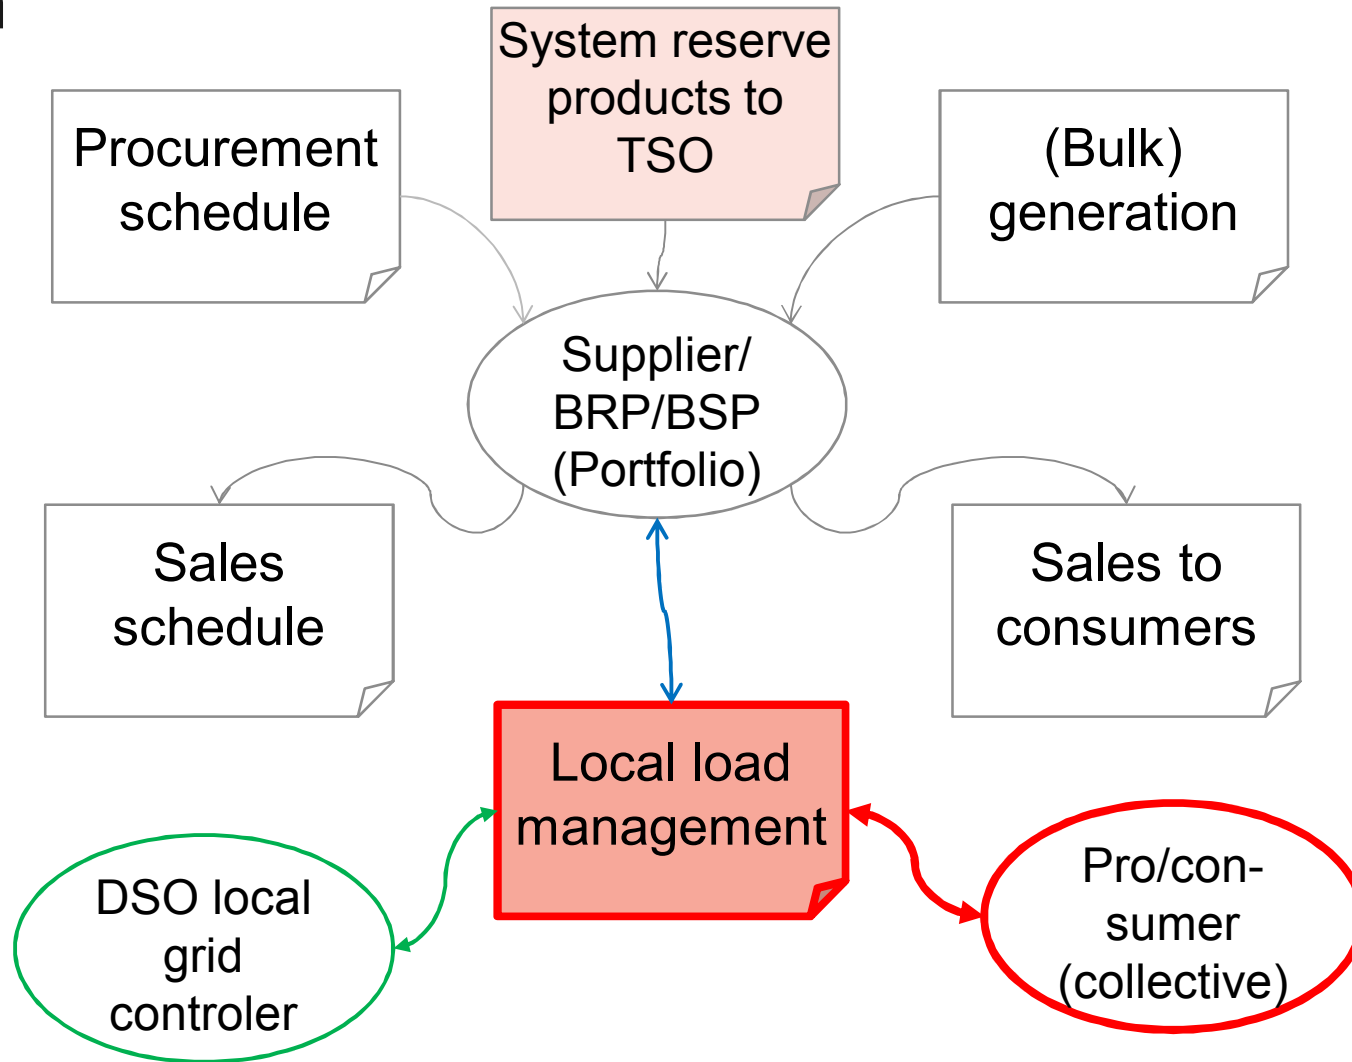 System reserve
products to
TSO
Procurement
schedule
(Bulk)
generation
Supplier/
BRP/BSP
(Portfolio)
Sales
schedule
Sales to
consumers
Local load
management
DSO local
grid
controler
Pro/con-
sumer
(collective)